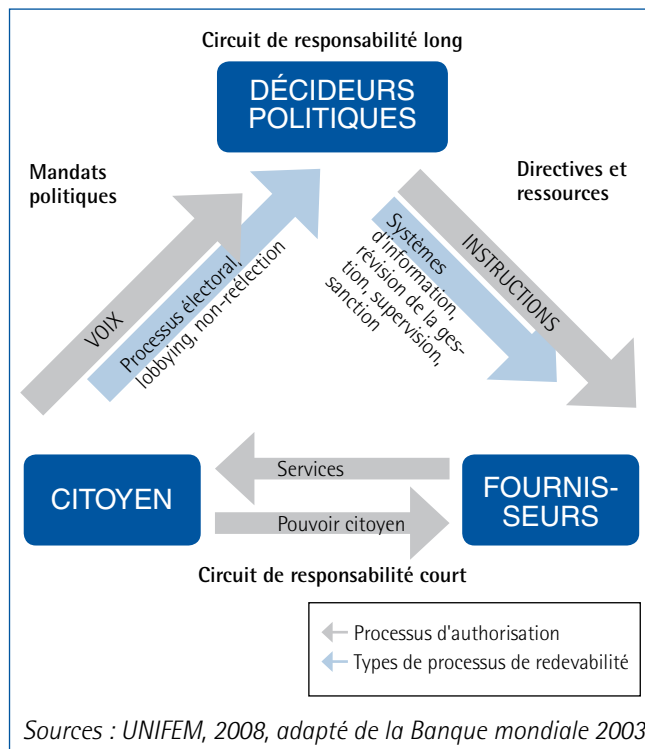 Circuit de responsabilité long
DÉCIDEURS
POLITIQUES
Mandats
politiques
Directives et
ressources
VOIX
Processus électoral,
lobbying, non-reélection
Systèmes
d'information,
révision de la ges-
tion, supervision,
sanction
INSTRUCTIONS
CITOYEN
Services
Pouvoir citoyen
FOURNIS-
SEURS
Circuit de responsabilité court
Processus d'authorisation
Types de processus de redevabilité
Sources : UNIFEM, 2008, adapté de la Banque mondiale 2003